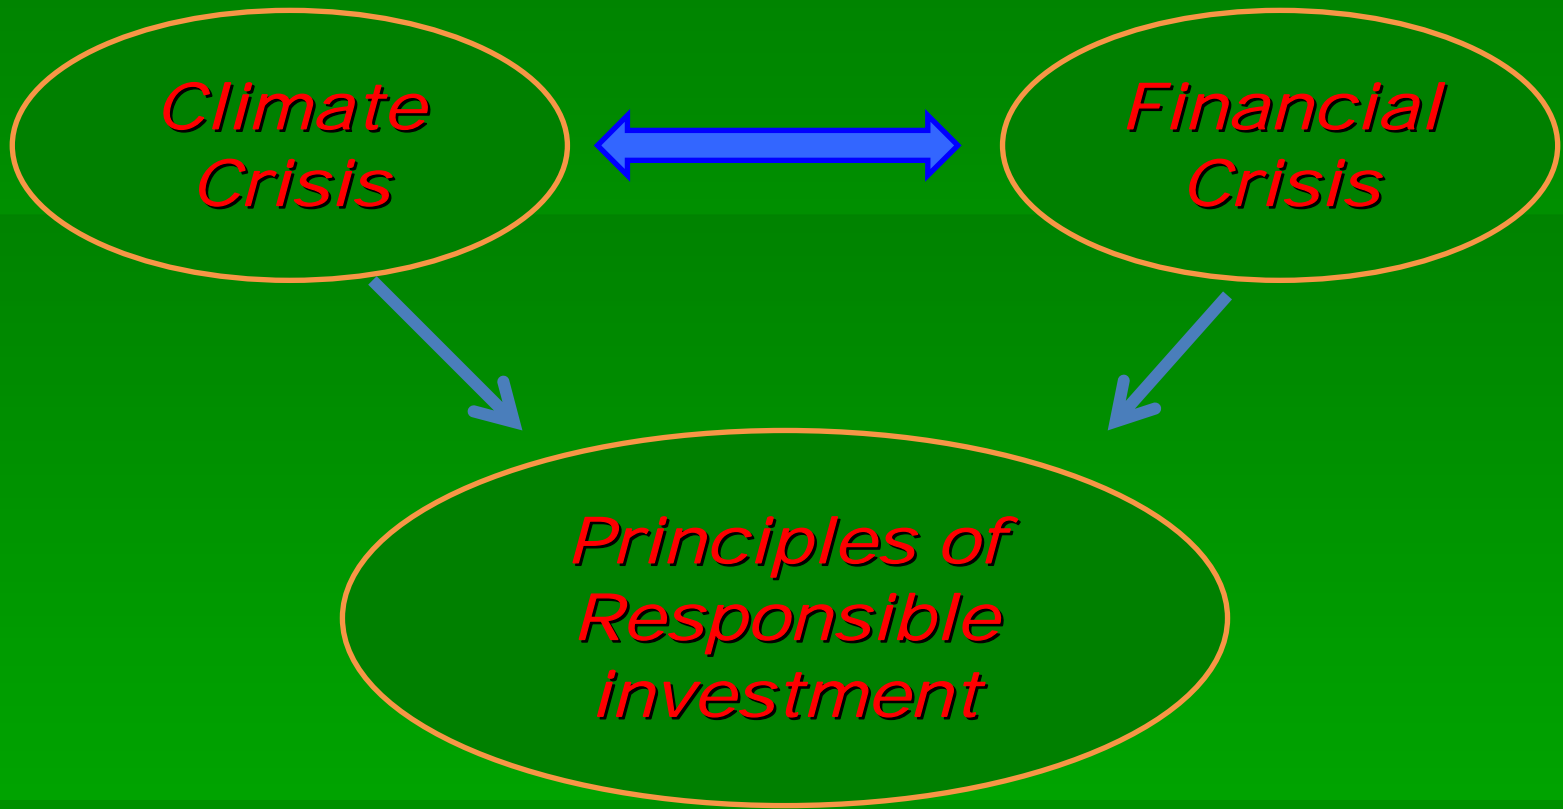 Climate
Crisis
Financial
Crisis
Principles of
Responsible
investment